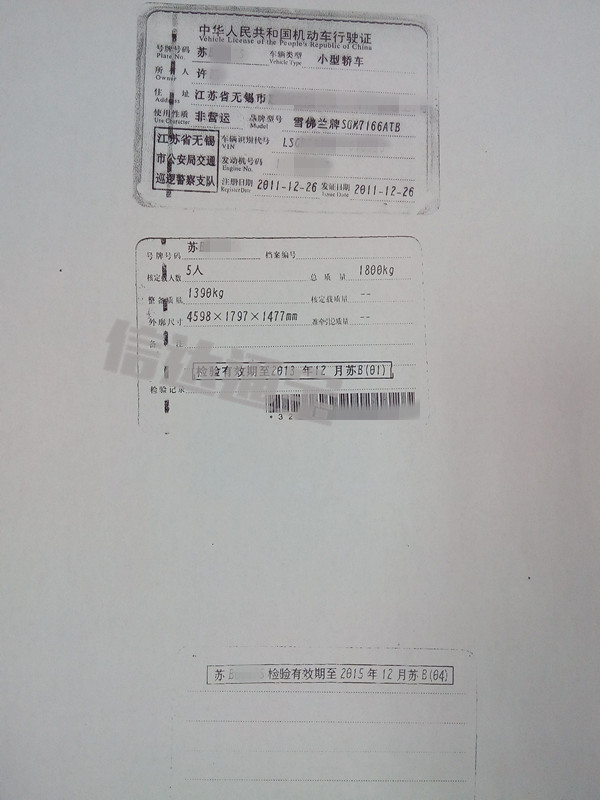 中华人民共和国机动车行驶证
Vehicle License of the People's Republic of China
号牌号码 苏 车辆类型 小型轿车
Plate No. Vehicle Type
所有人 许
Owner
住址 江苏省无锡市
Address
使用性质 非营运 品牌型号 雪佛兰牌SGM7166ATB
Use Character Model
江苏省无锡 车辆识别代号 LSG
VIN
市公安局交通 发动机号码
Engine No.
巡逻警察支队 注册日期 2011-12-26 发证日期 2011-12-26
Register Date Issue Date
号牌号码 苏 档案编号
核定载人数 5人 总质量 1800kg
整备质量 1390kg 核定载质量 --
外廓尺寸 4598×1797×1477mm 准牵引总质量 --
备注
检验有效期至2013年12月苏B(01)
检验记录
*32
苏B 检验有效期至2015年12月苏B(04)